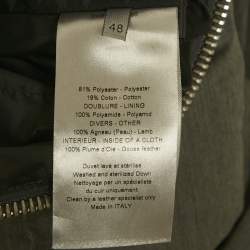 48
81% Polyester - Polyester
19% Coton - Cotton
DOUBLURE - LINING
100% Polyamide - Polyamid
DIVERS - OTHER
100% Agneau (Peau) - Lamb
INTERIEUR - INSIDE OF A CLOTH
100% Plume d'Oie - Goose feather
Duvet lavé et stérilisé
Washed and sterilized Down
Nettoyage par un spécialiste
du cuir uniquement.
Clean by a leather specialist only
Made in ITALY